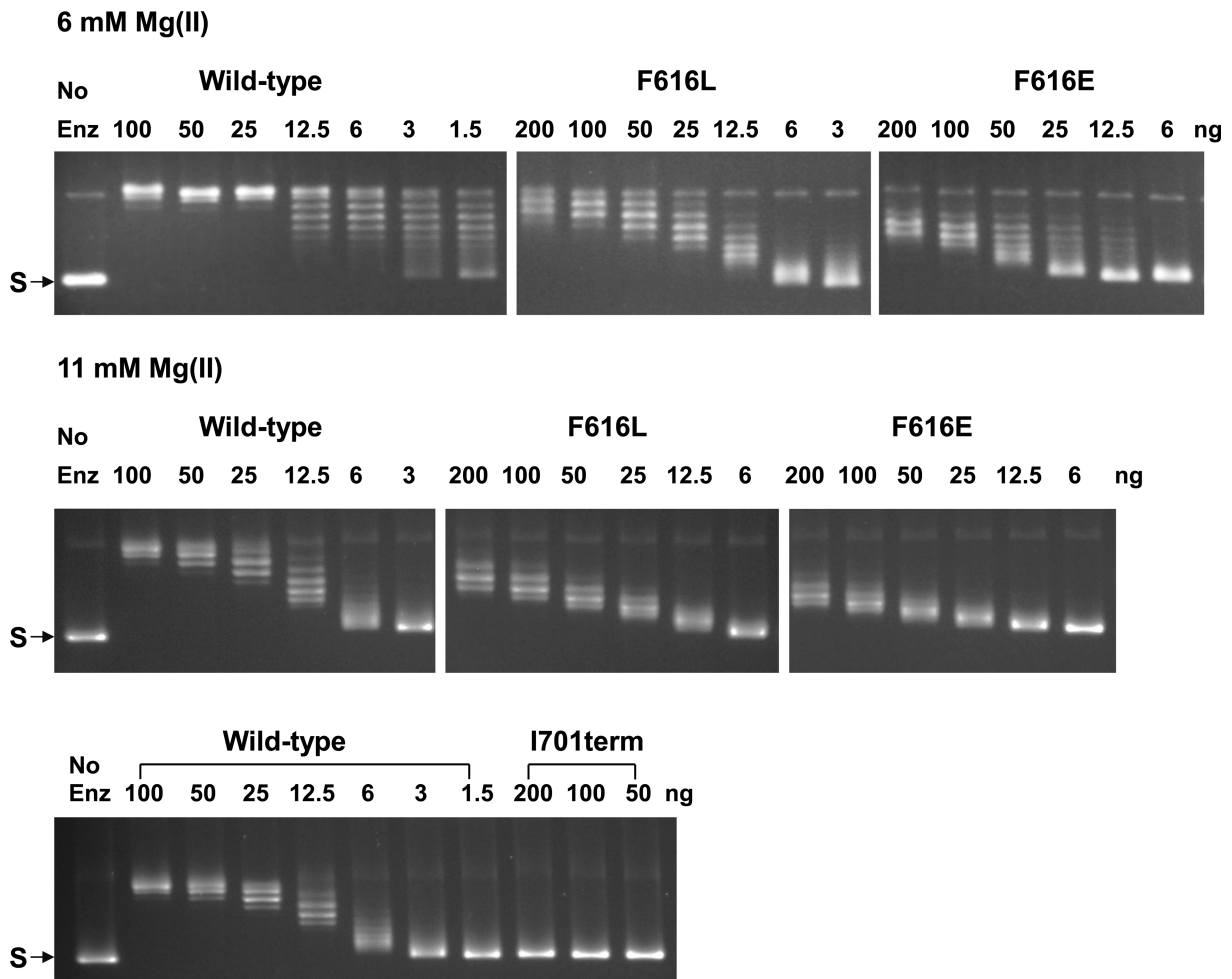 6 mM Mg(II)
No Wild-type F616L F616E
Enz 100 50 25 12.5 6 3 1.5 200 100 50 25 12.5 6 3 200 100 50 25 12.5 6 ng
S
11 mM Mg(II)
No Wild-type F616L F616E
Enz 100 50 25 12.5 6 3 200 100 50 25 12.5 6 200 100 50 25 12.5 6 ng
S
No Wild-type I701term
Enz 100 50 25 12.5 6 3 1.5 200 100 50 ng
S